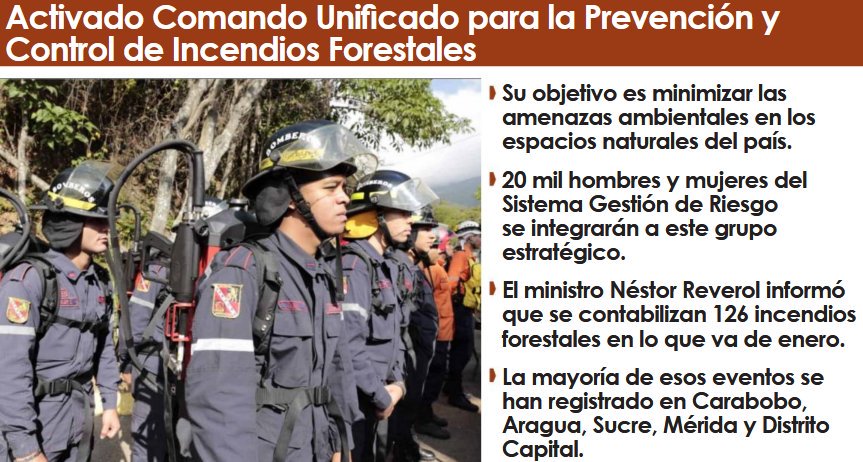 Activado Comando Unificado para la Prevención y
Control de Incendios Forestales
Su objetivo es minimizar las
amenazas ambientales en los
espacios naturales del país.
20 mil hombres y mujeres del
Sistema Gestión de Riesgo
se integrarán a este grupo
estratégico.
El ministro Néstor Reverol informó
que se contabilizan 126 incendios
forestales en lo que va de enero.
La mayoría de esos eventos se
han registrado en Carabobo,
Aragua, Sucre, Mérida y Distrito
Capital.
BOMBEROS
BOMBEROS
BOMBEROS